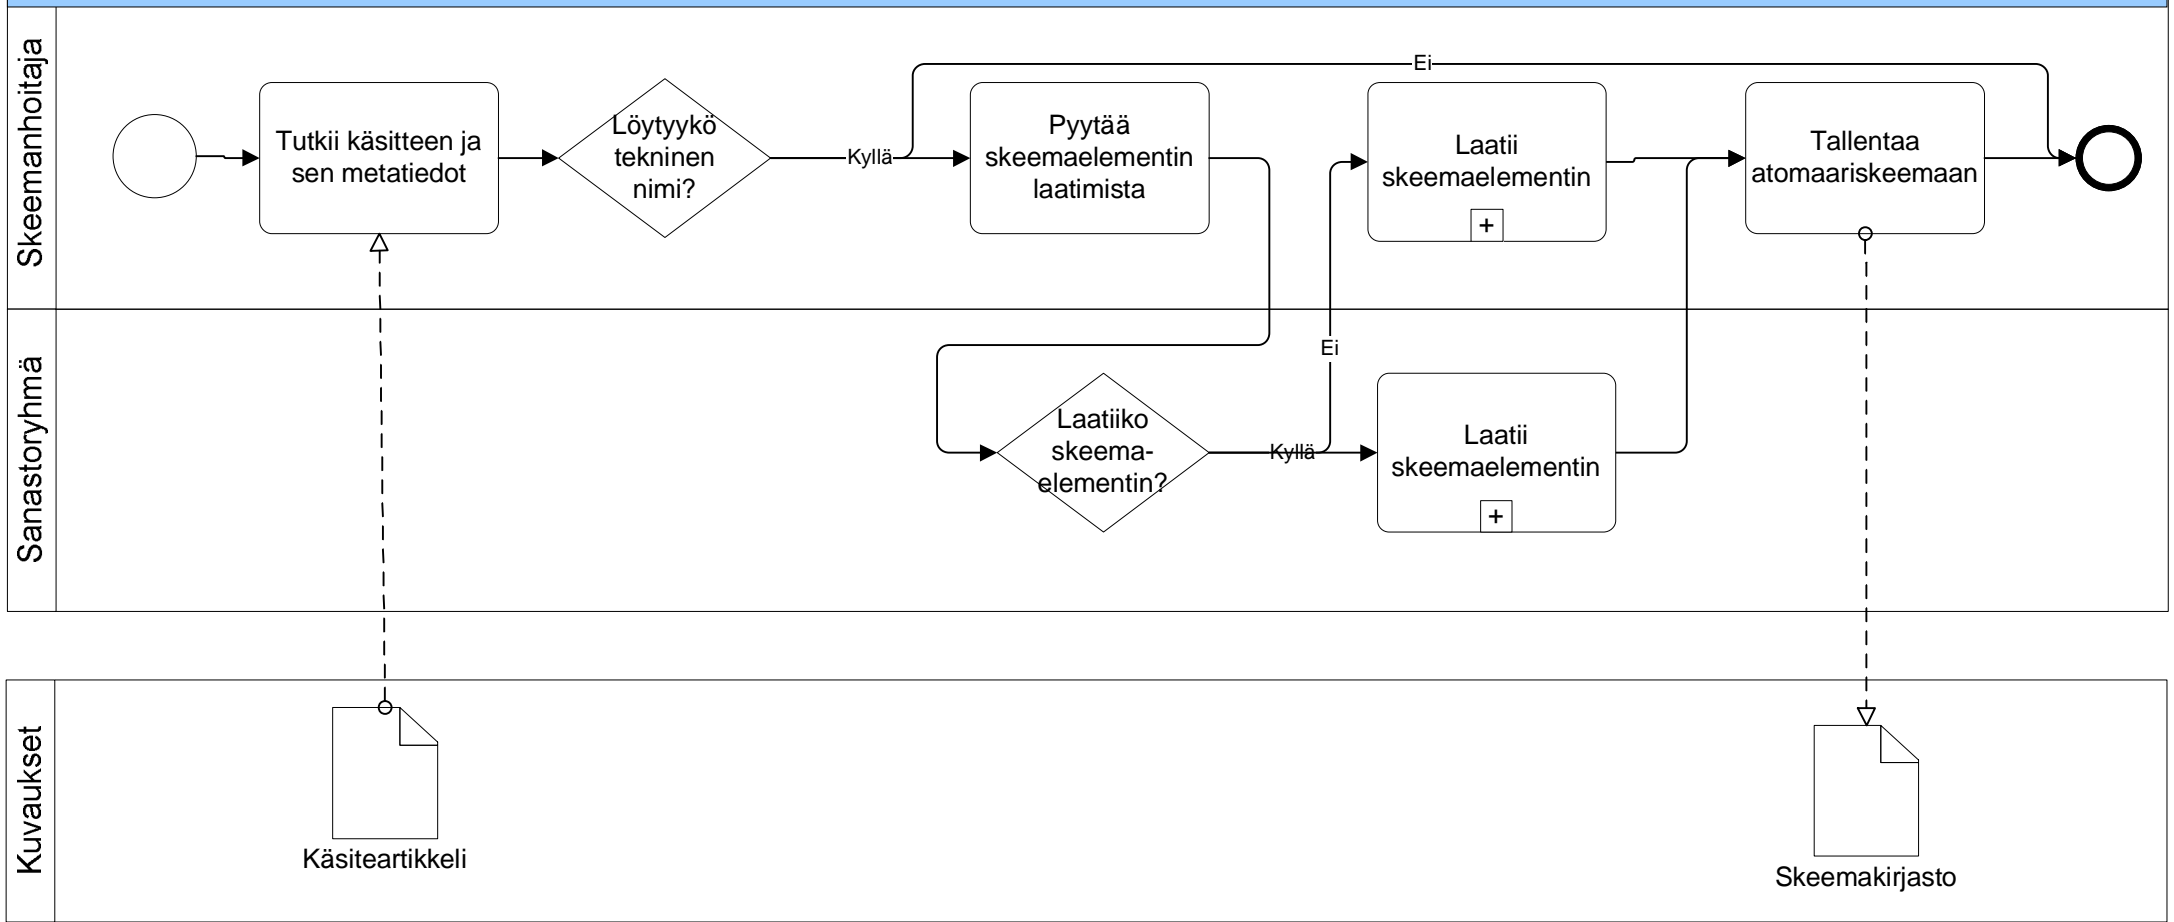 Skeemanhoitaja
Tutkii käsitteen ja
sen metatiedot
Löytyykö
tekninen
nimi?
Kyllä
Ei
Pyytää
skeemaelementin
laatimista
Laatii
skeemaelementin
+
Tallentaa
atomaariskeemaan
Sanastoryhmä
Laatiiko
skeema-
elementin?
Kyllä
Ei
Laatii
skeemaelementin
+
Kuvaukset
Käsiteartikkeli
Skeemakirjasto